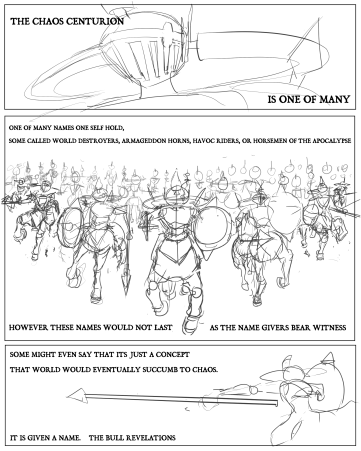 THE CHAOS CENTURION
IS ONE OF MANY
ONE OF MANY NAMES ONE SELF HOLD,
SOME CALLED WORLD DESTROYERS, ARMAGEDDON HORNS, HAVOC RIDERS, OR HORSEMEN OF THE APOCALYPSE
HOWEVER THESE NAMES WOULD NOT LAST
AS THE NAME GIVERS BEAR WITNESS
SOME MIGHT EVEN SAY THAT ITS JUST A CONCEPT
THAT WORLD WOULD EVENTUALLY SUCCUMB TO CHAOS.
IT IS GIVEN A NAME. THE BULL REVELATIONS